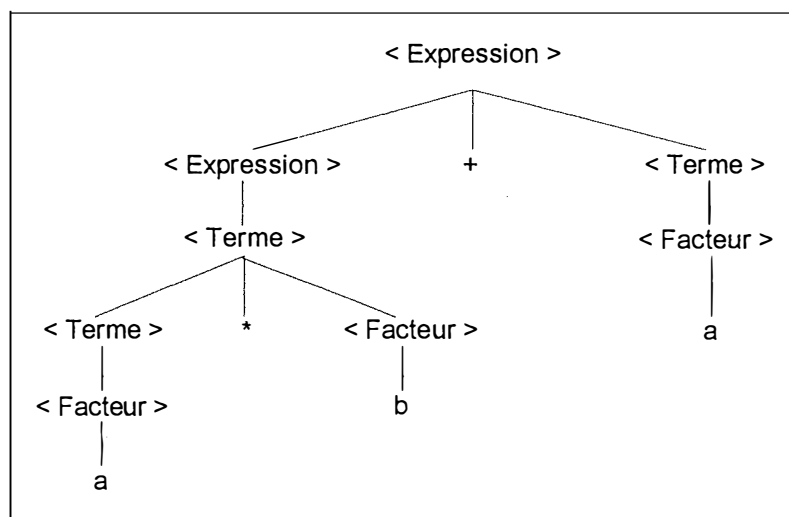 < Expression >
< Expression > + < Terme >
< Terme > < Facteur >
< Terme > * < Facteur > a
< Facteur > b
a